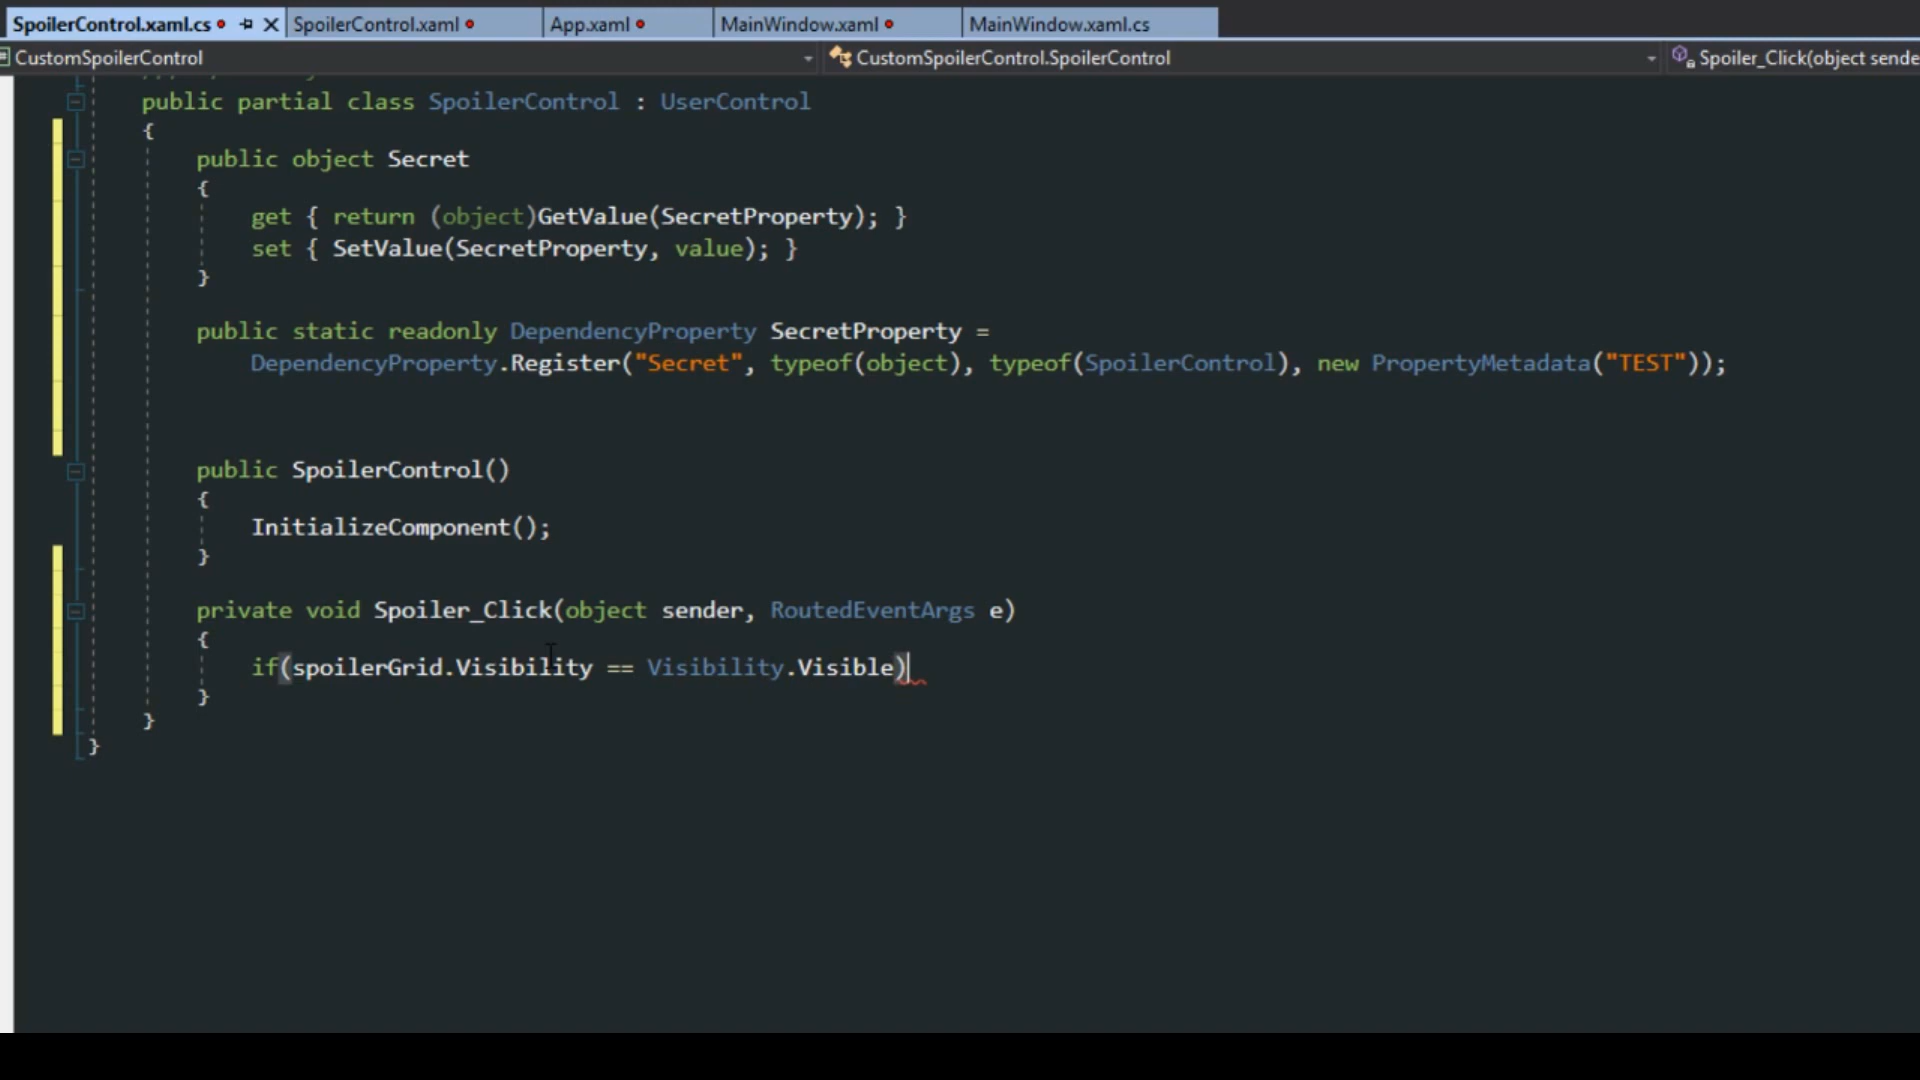 SpoilerControl.xaml.cs SpoilerControl.xaml App.xaml MainWindow.xaml MainWindow.xaml.cs
CustomSpoilerControl CustomSpoilerControl.SpoilerControl Spoiler_Click(object sende
public partial class SpoilerControl : UserControl
{
public object Secret
{
get { return (object)GetValue(SecretProperty); }
set { SetValue(SecretProperty, value); }
}
public static readonly DependencyProperty SecretProperty =
DependencyProperty.Register("Secret", typeof(object), typeof(SpoilerControl), new PropertyMetadata("TEST"));
public SpoilerControl()
{
InitializeComponent();
}
private void Spoiler_Click(object sender, RoutedEventArgs e)
{
if(spoilerGrid.Visibility == Visibility.Visible)
}
}
}